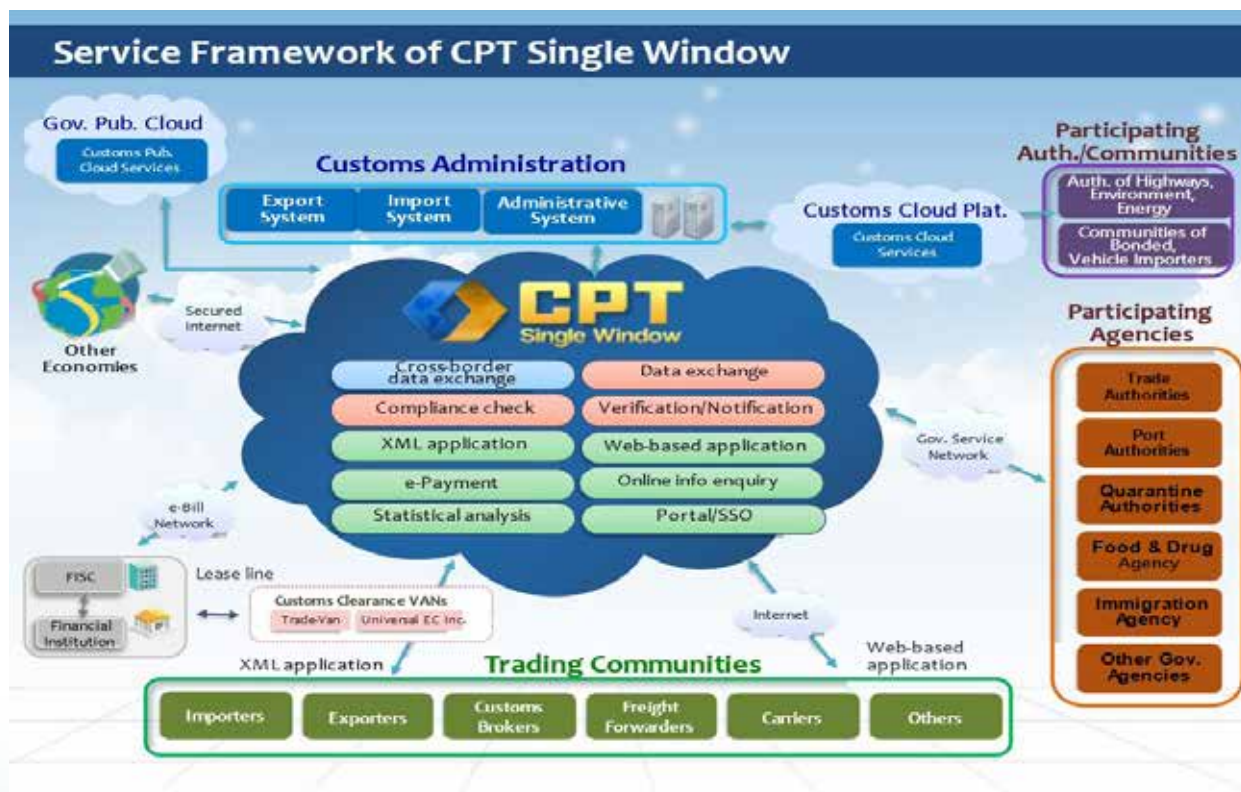 Service Framework of CPT Single Window
Gov. Pub. Cloud
Customs Pub.
Cloud Services
Customs Administration
Export
System
Import
System
Administrative
System
Customs Cloud Plat.
Customs Cloud
Services
Participating
Auth./Communities
Auth. of Highways,
Environment,
Energy
Communities of
Bonded,
Vehicle Importers
Other
Economies
Secured
Internet
CPT
Single Window
Cross-border
data exchange
Data exchange
Compliance check
Verification/Notification
XML application
Web-based application
e-Payment
Online info enquiry
Statistical analysis
Portal/SSO
Gov. Service
Network
Participating
Agencies
Trade
Authorities
Port
Authorities
Quarantine
Authorities
Food & Drug
Agency
Immigration
Agency
Other Gov.
Agencies
e-Bill
Network
FISC
Financial
Institution
Lease line
Customs Clearance VANs
Trade-Van
Universal EC Inc.
XML application
Internet
Web-based
application
Trading Communities
Importers
Exporters
Customs
Brokers
Freight
Forwarders
Carriers
Others